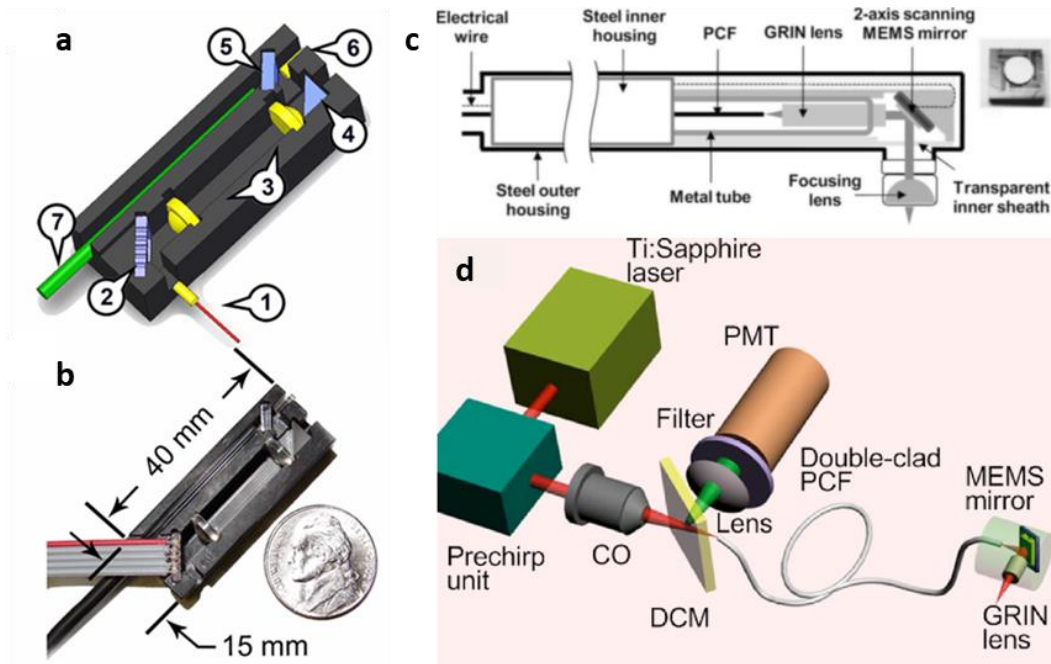 a
5
6
4
3
7
2
1
b
40 mm
15 mm
c
Electrical
wire
Steel inner
housing
PCF
GRIN lens
2-axis scanning
MEMS mirror
Steel outer
housing
Metal tube
Focusing
lens
Transparent
inner sheath
d
Ti:Sapphire
laser
PMT
Filter
Double-clad
PCF
MEMS
mirror
Lens
Prechirp
unit
CO
DCM
GRIN
lens